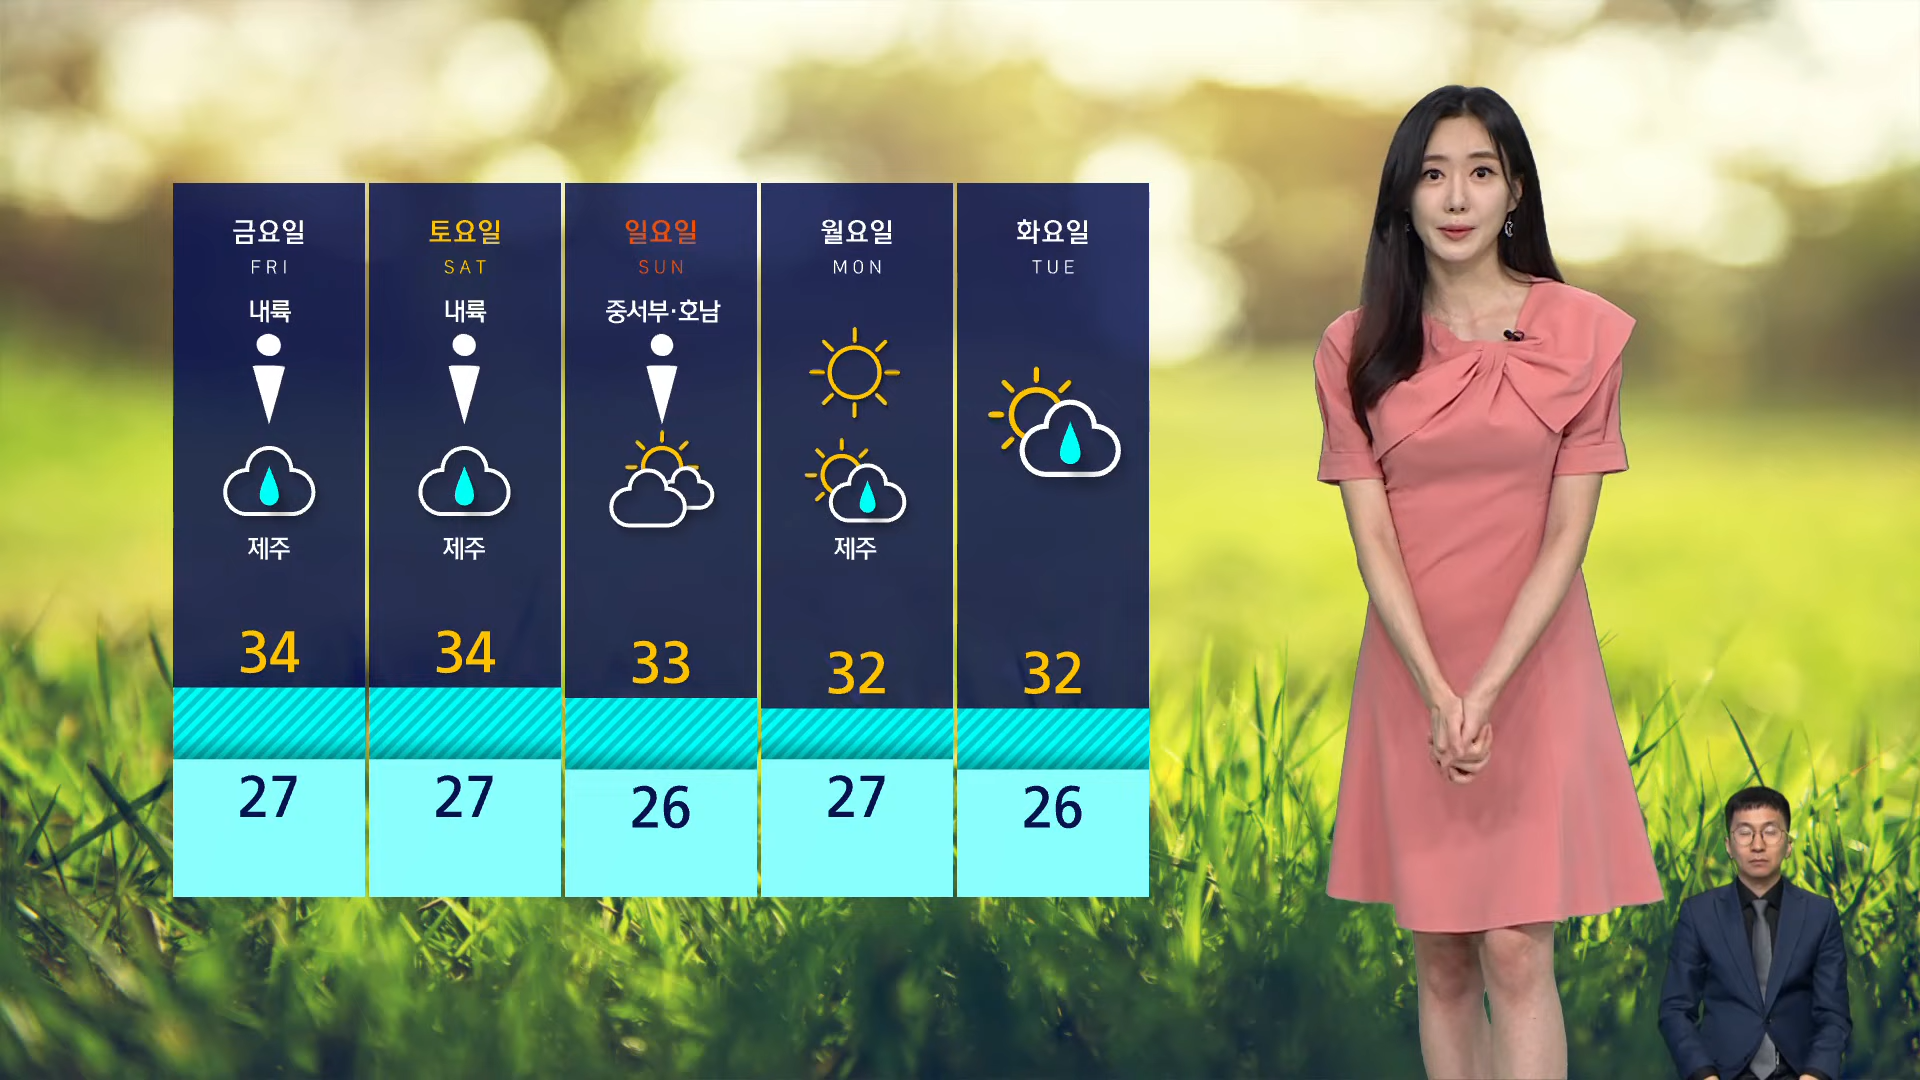 금요일
FRI
내륙
제주
34
27
토요일
SAT
내륙
제주
34
27
일요일
SUN
중서부·호남
33
26
월요일
MON
제주
32
27
화요일
TUE
32
26